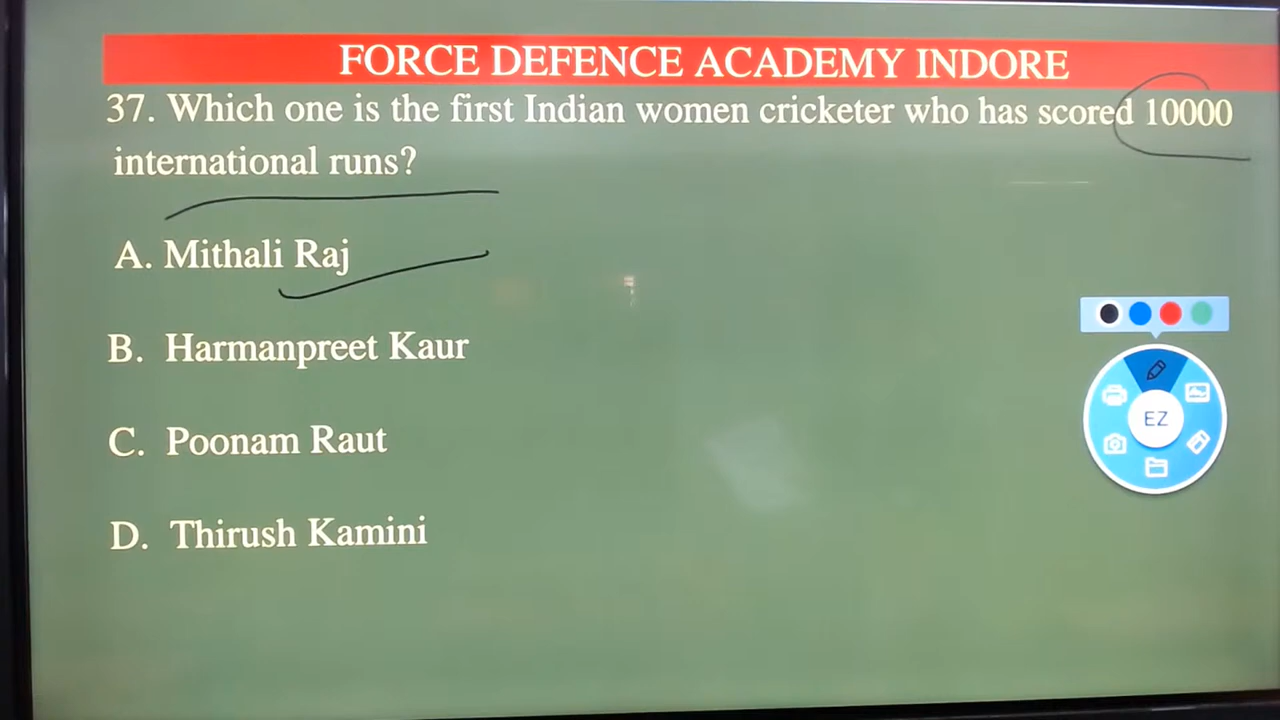 FORCE DEFENCE ACADEMY INDORE
37. Which one is the first Indian women cricketer who has scored 10000
international runs?
A. Mithali Raj
B. Harmanpreet Kaur
C. Poonam Raut
D. Thirush Kamini
EZ